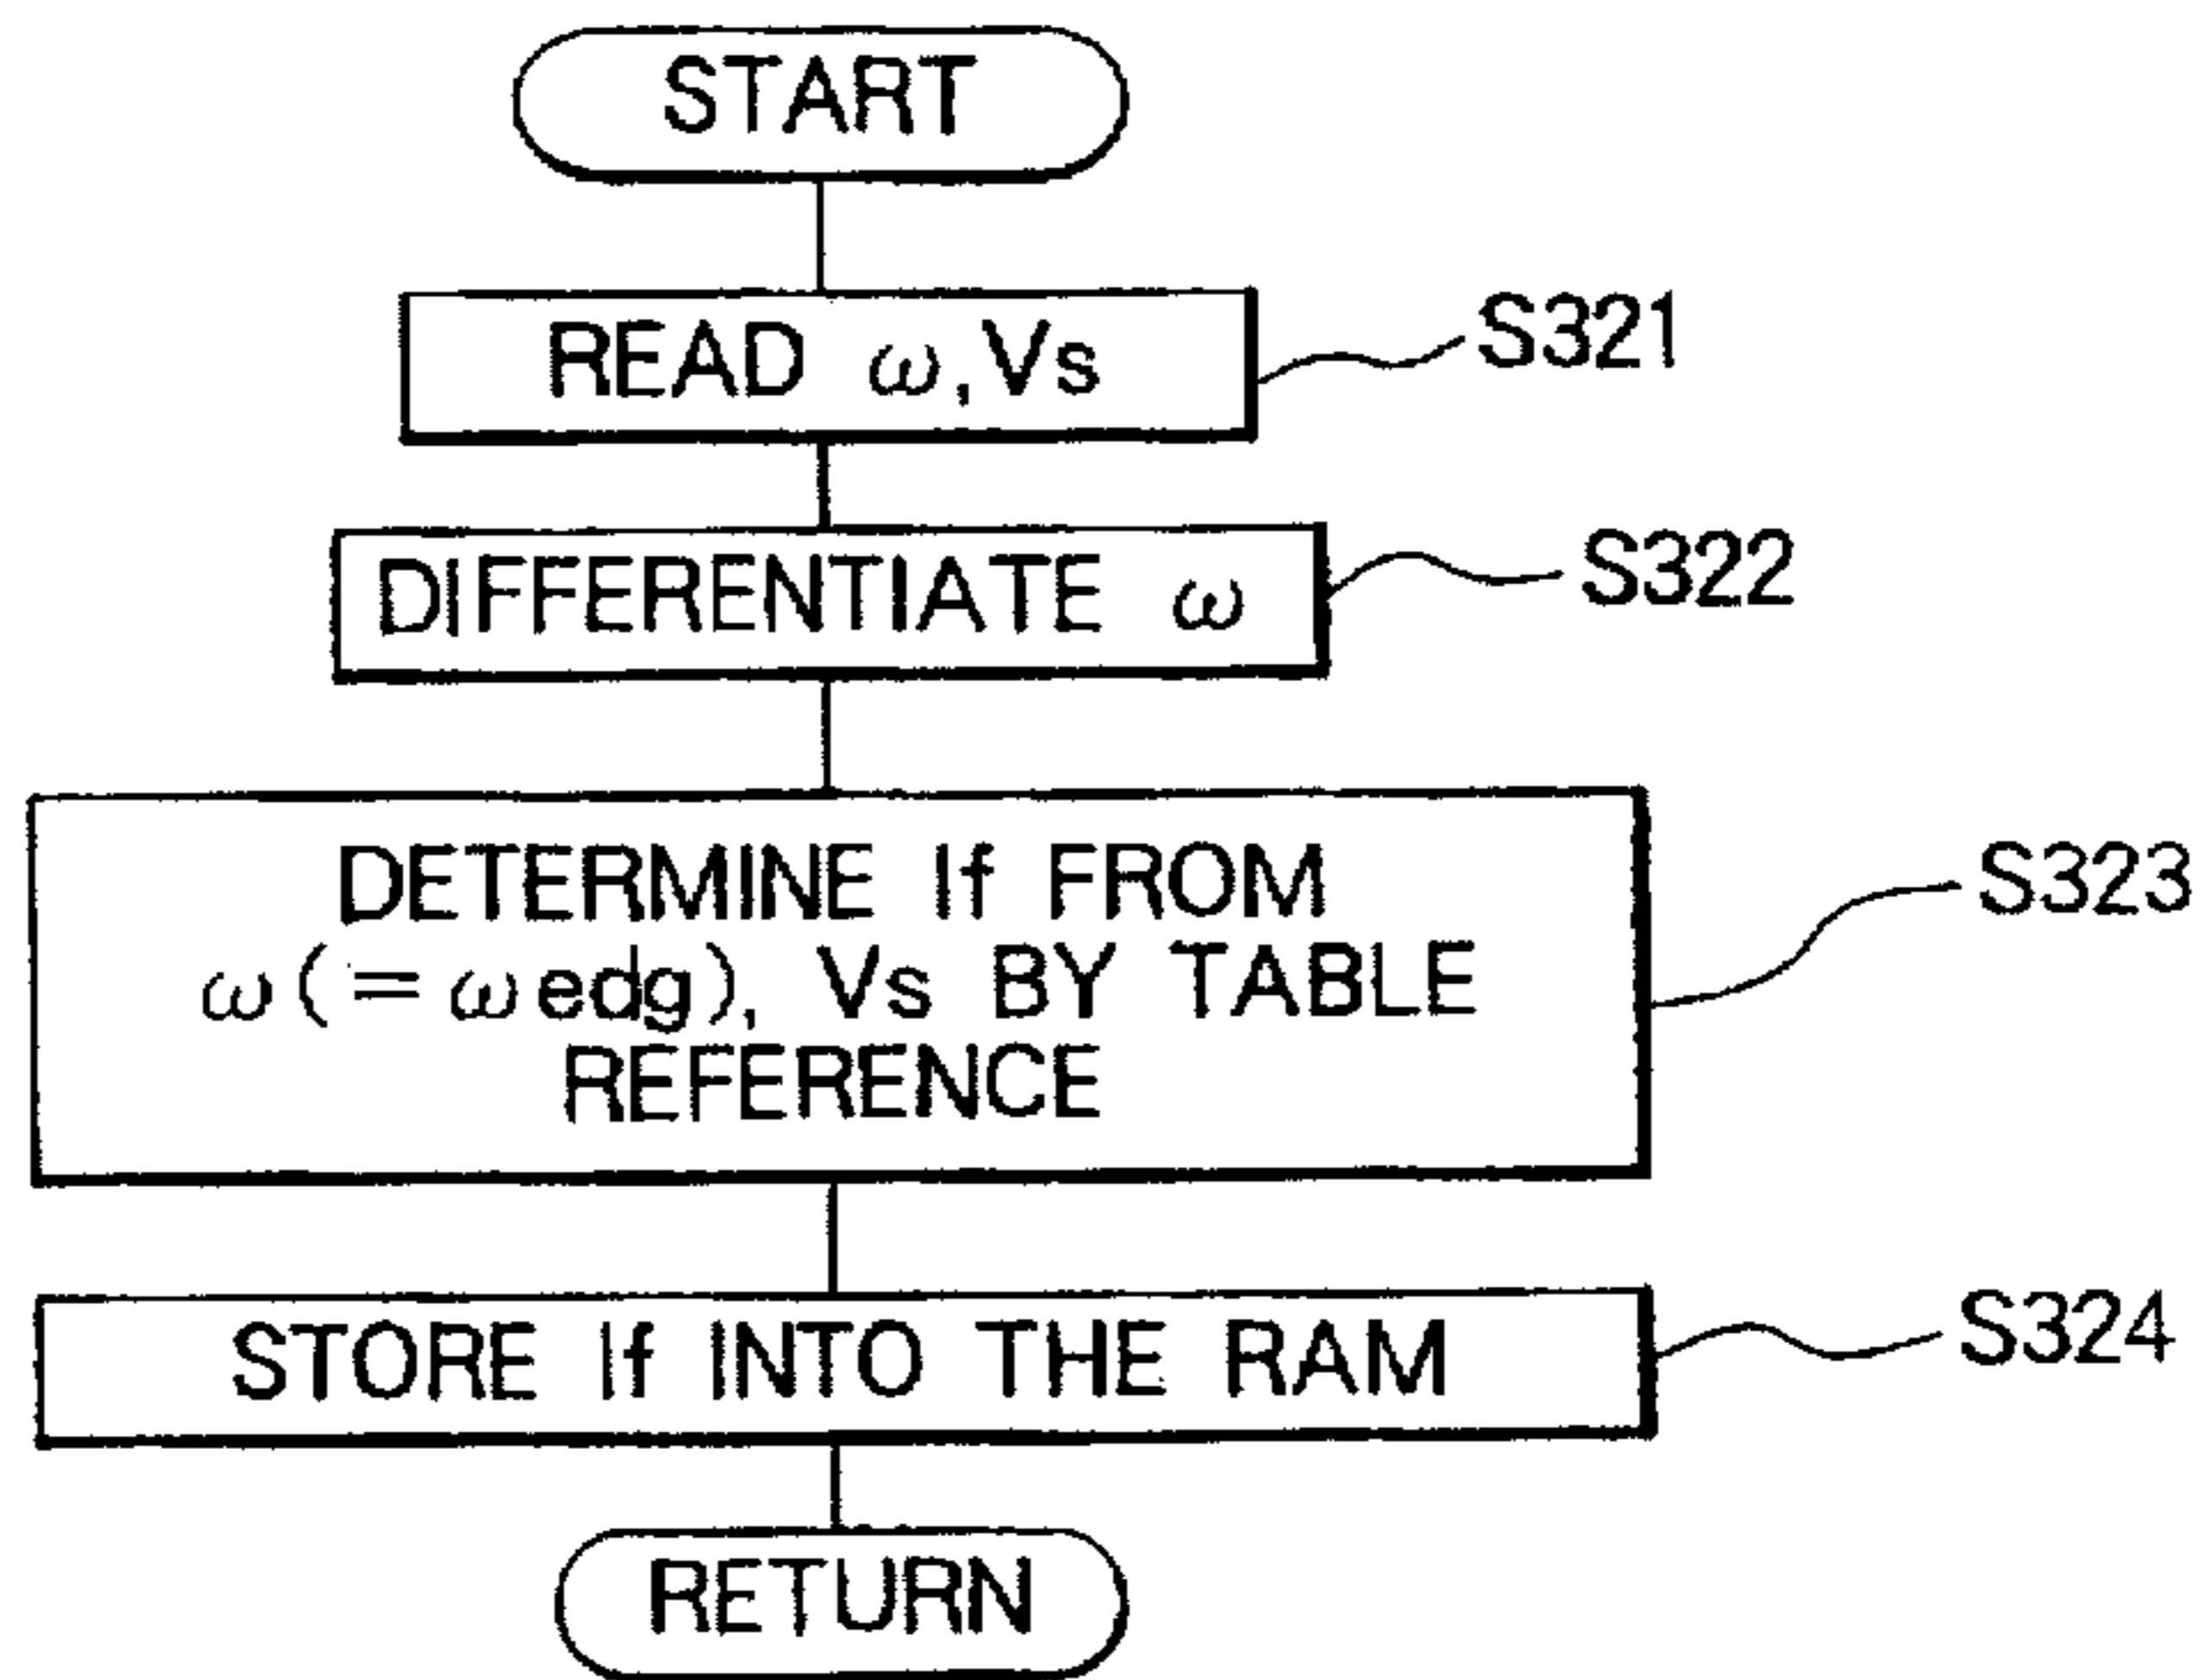 START
READ ω,Vs
S321
DIFFERENTIATE ω
S322
DETERMINE If FROM
ω(=ωedg), Vs BY TABLE
REFERENCE
S323
STORE If INTO THE RAM
S324
RETURN